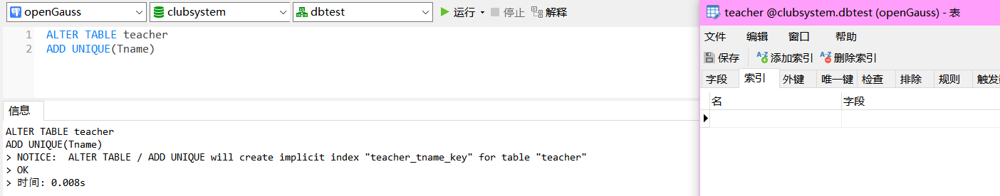 openGauss clubsystem dbtest 运行 停止 解释
1 ALTER TABLE teacher
2 ADD UNIQUE(Tname)
信息
ALTER TABLE teacher
ADD UNIQUE(Tname)
> NOTICE:  ALTER TABLE / ADD UNIQUE will create implicit index "teacher_tname_key" for table "teacher"
> OK
> 时间: 0.008s
teacher @clubsystem.dbtest (openGauss) - 表
文件 编辑 窗口 帮助
保存 添加索引 删除索引
字段 索引 外键 唯一键 检查 排除 规则 触发
名 字段